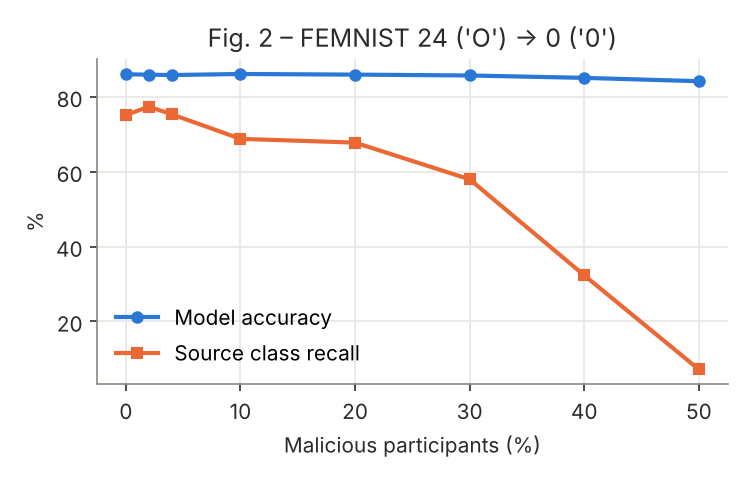 Fig. 2 – FEMNIST 24 ('O') → 0 ('0')
%
80
60
40
20
Model accuracy
Source class recall
0 10 20 30 40 50
Malicious participants (%)